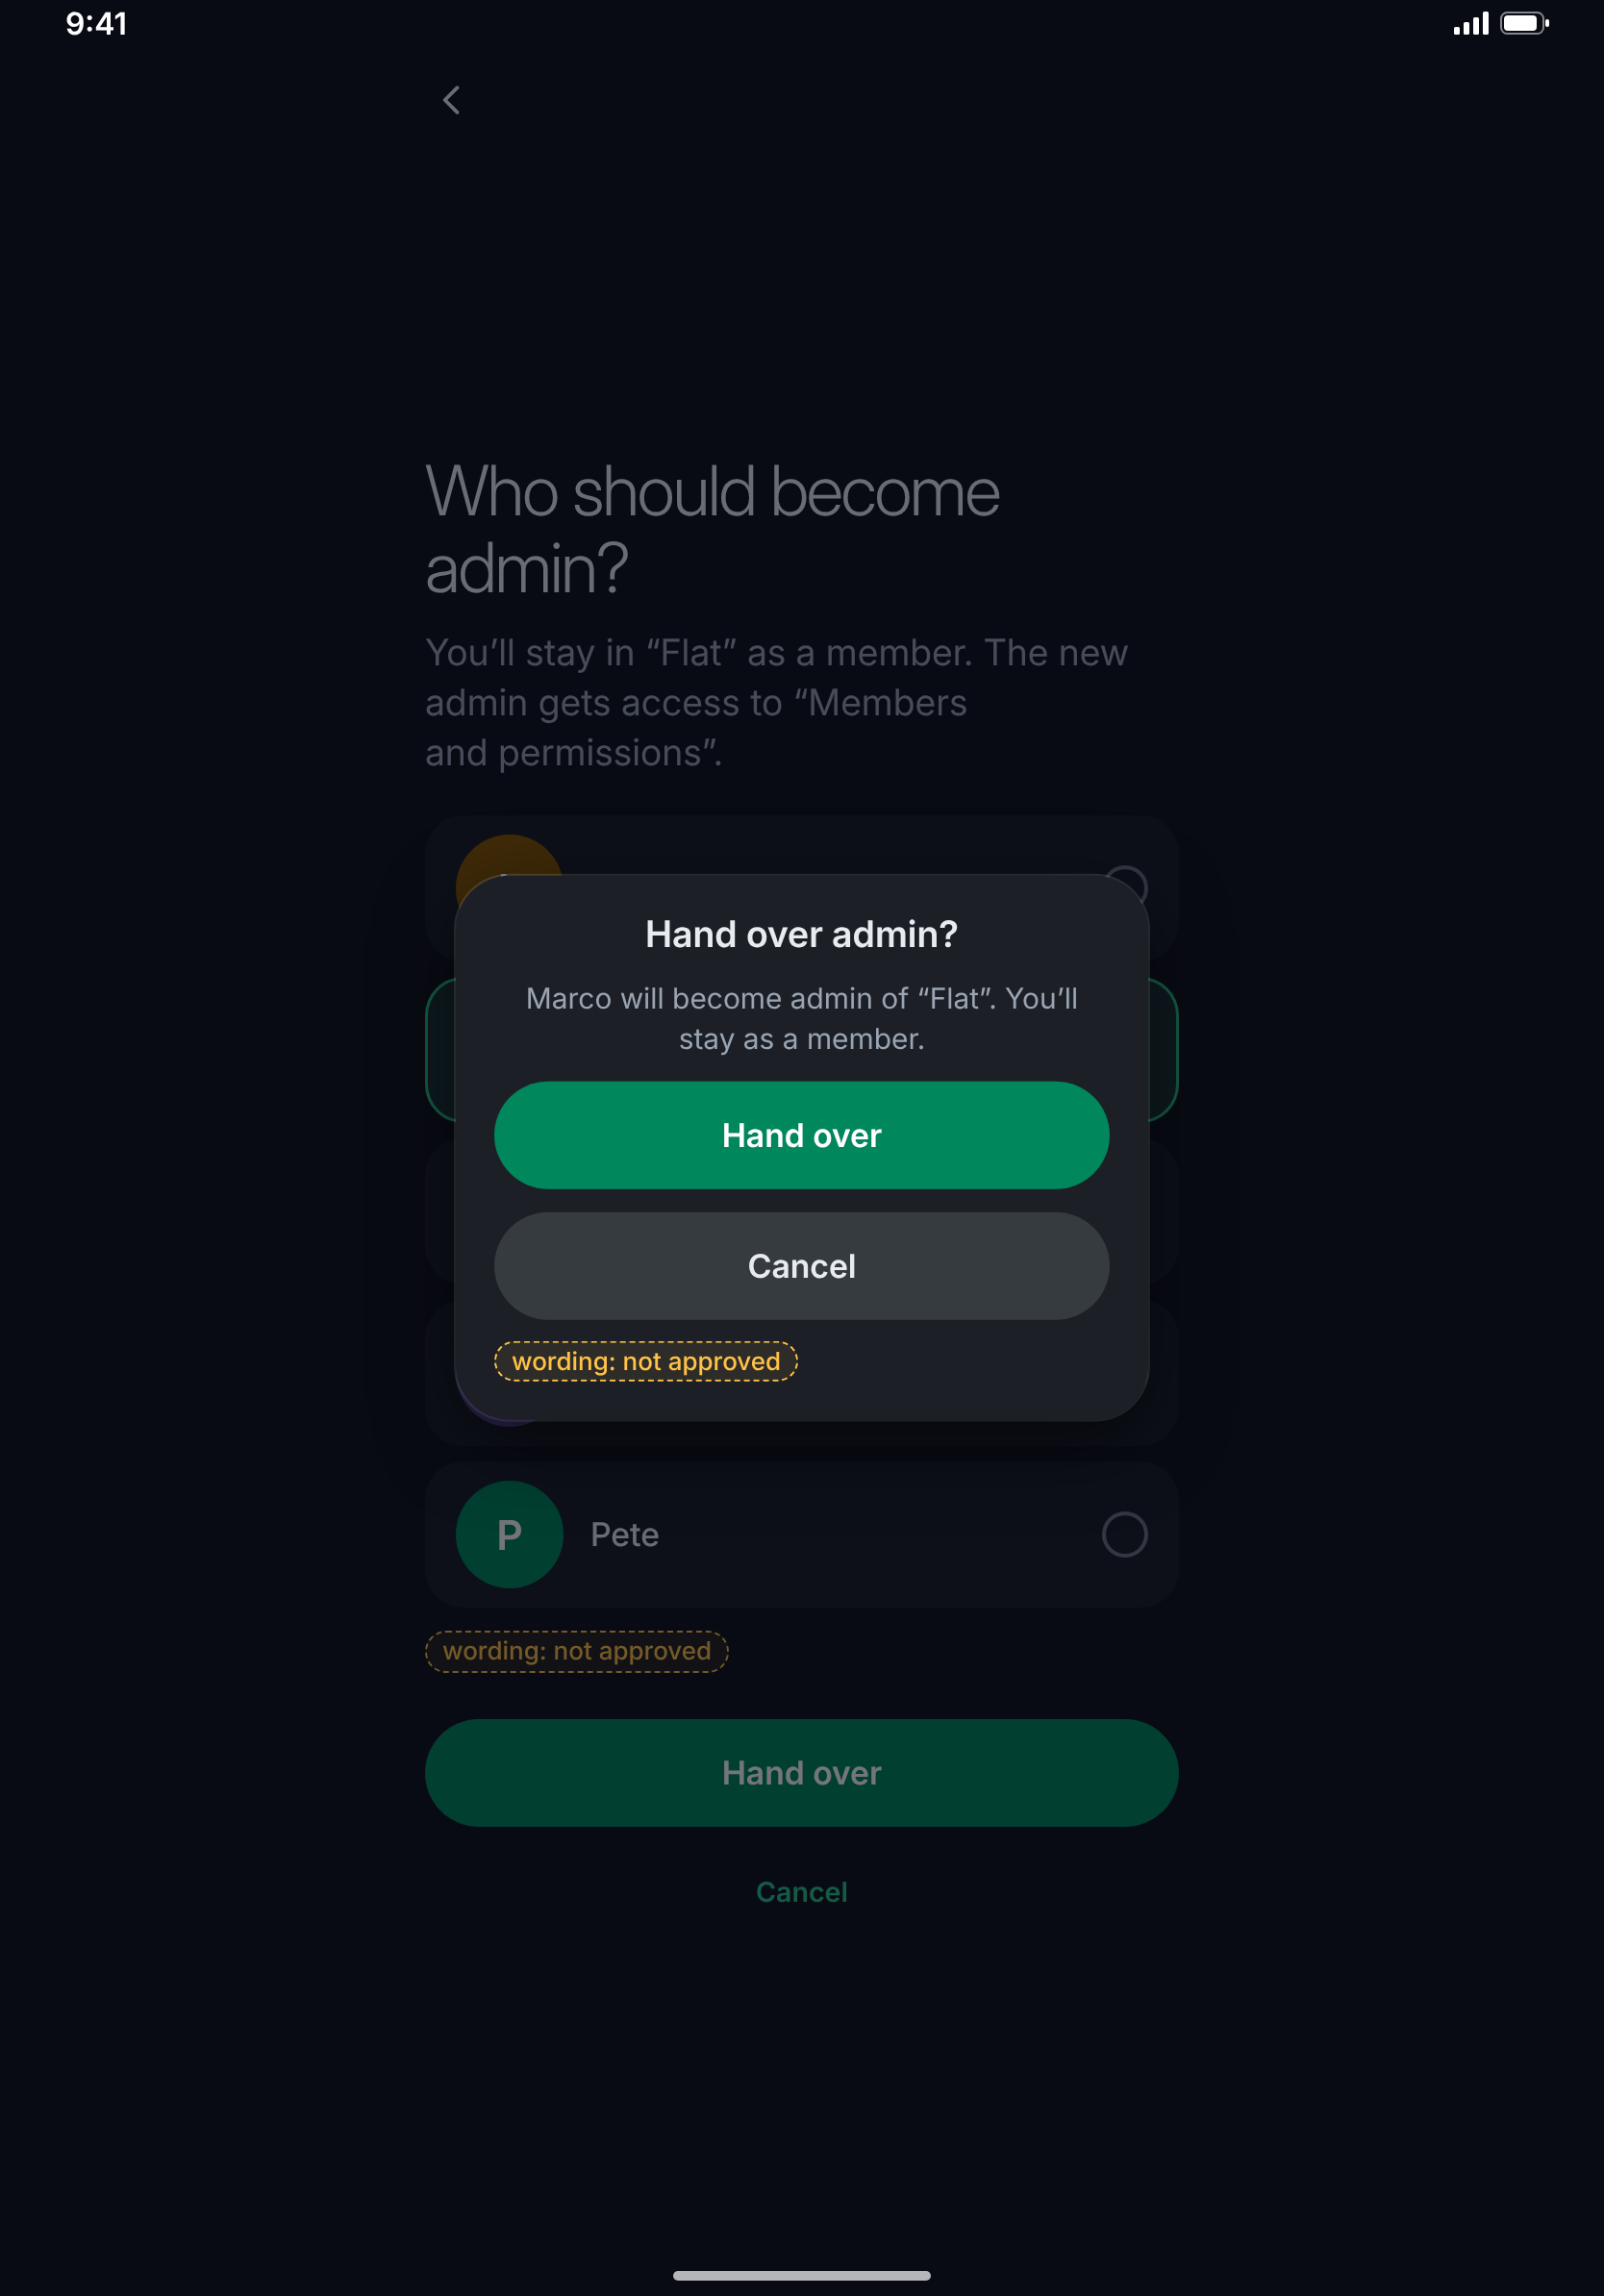 9:41
Who should become
admin?
You’ll stay in “Flat” as a member. The new
admin gets access to “Members
and permissions”.
Hand over admin?
Marco will become admin of “Flat”. You’ll
stay as a member.
Hand over
Cancel
wording: not approved
P
Pete
wording: not approved
Hand over
Cancel